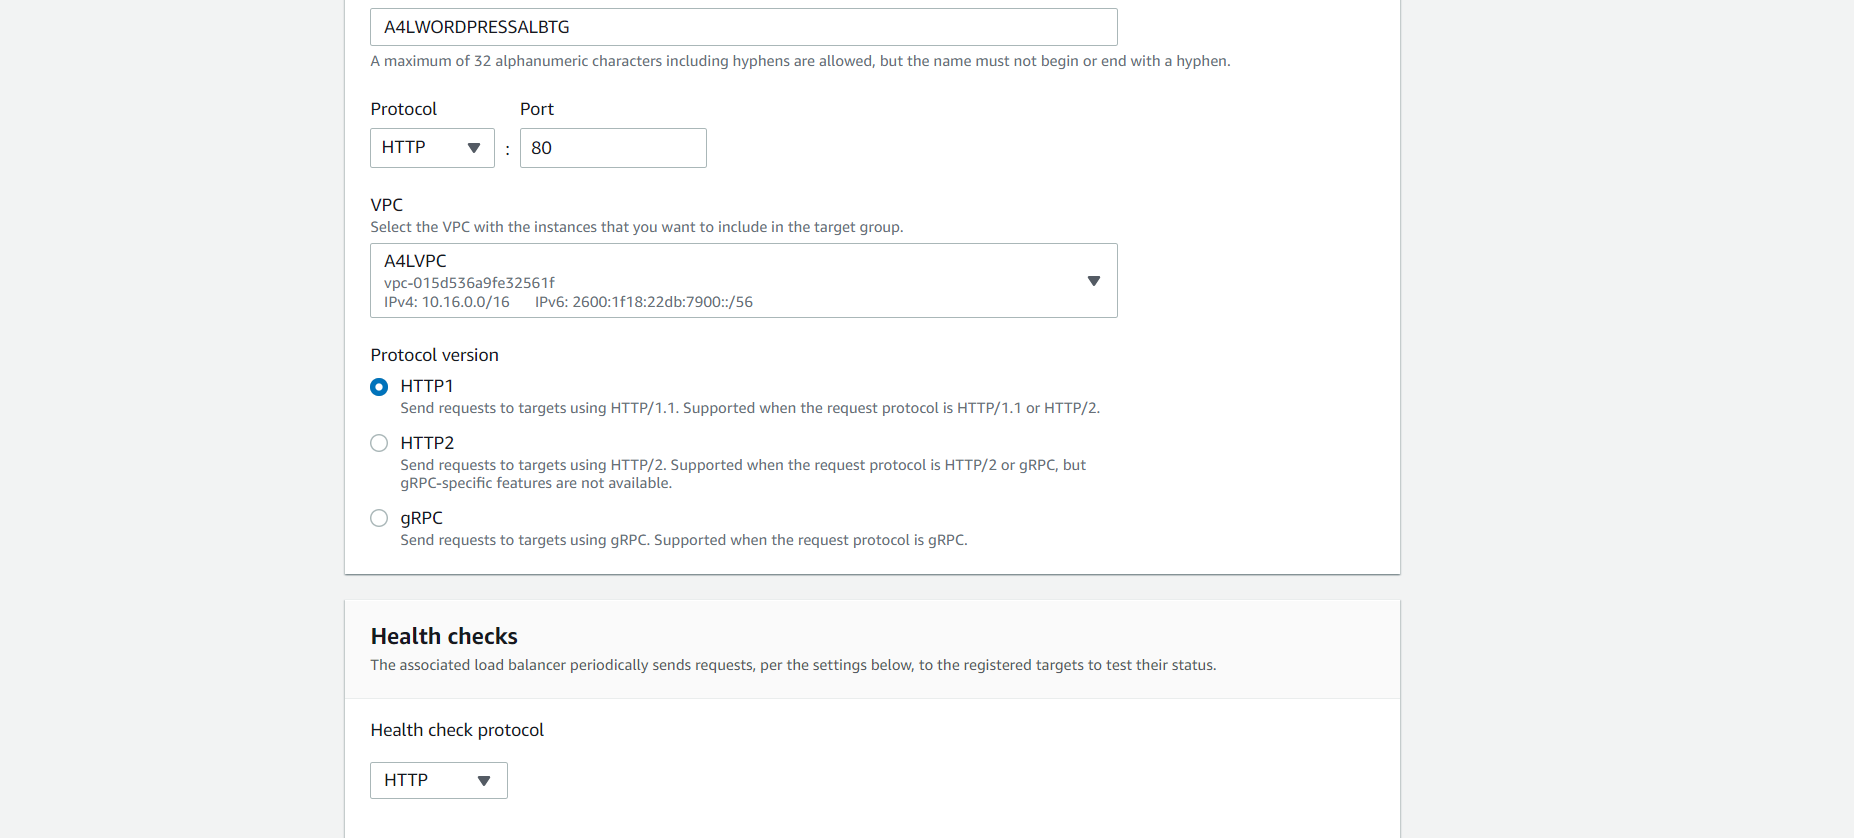 A4LWORDPRESSALBTG
A maximum of 32 alphanumeric characters including hyphens are allowed, but the name must not begin or end with a hyphen.
Protocol Port
HTTP : 80
VPC
Select the VPC with the instances that you want to include in the target group.
A4LVPC
vpc-015d536a9fe32561f
IPv4: 10.16.0.0/16 IPv6: 2600:1f18:22db:7900::/56
Protocol version
HTTP1
Send requests to targets using HTTP/1.1. Supported when the request protocol is HTTP/1.1 or HTTP/2.
HTTP2
Send requests to targets using HTTP/2. Supported when the request protocol is HTTP/2 or gRPC, but
gRPC-specific features are not available.
gRPC
Send requests to targets using gRPC. Supported when the request protocol is gRPC.
Health checks
The associated load balancer periodically sends requests, per the settings below, to the registered targets to test their status.
Health check protocol
HTTP